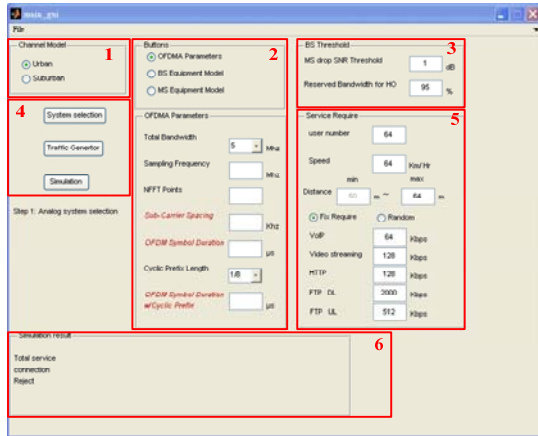 main_gui
File
Channel Model
1
Urban
Suburban
4
System selection
Traffic Genertor
Simulation
Step 1: Analog system selection
Buttons
2
OFDMA Parameters
BS Equipment Model
MS Equipment Model
OFDMA Parameters
Total Bandwidth
5
Mhz
Sampling Frequency
Mhz
NFFT Points
Sub-Carrier Spacing
Khz
OFDM Symbol Duration
µs
Cyclic Prefix Length
1/8
OFDM Symbol Duration
w/Cyclic Prefix
µs
BS Threshold
3
MS drop SNR Threshold
1
dB
Reserved Bandwidth for HO
95
%
5
Service Require
user number
64
Speed
64
Km/Hr
min
max
Distance
m ~
64
m
Fix Require
Random
VoIP
64
Kbps
Video streaming
128
Kbps
HTTP
128
Kbps
FTP DL
2000
Kbps
FTP UL
512
Kbps
Simulation result
6
Total service
connection
Reject